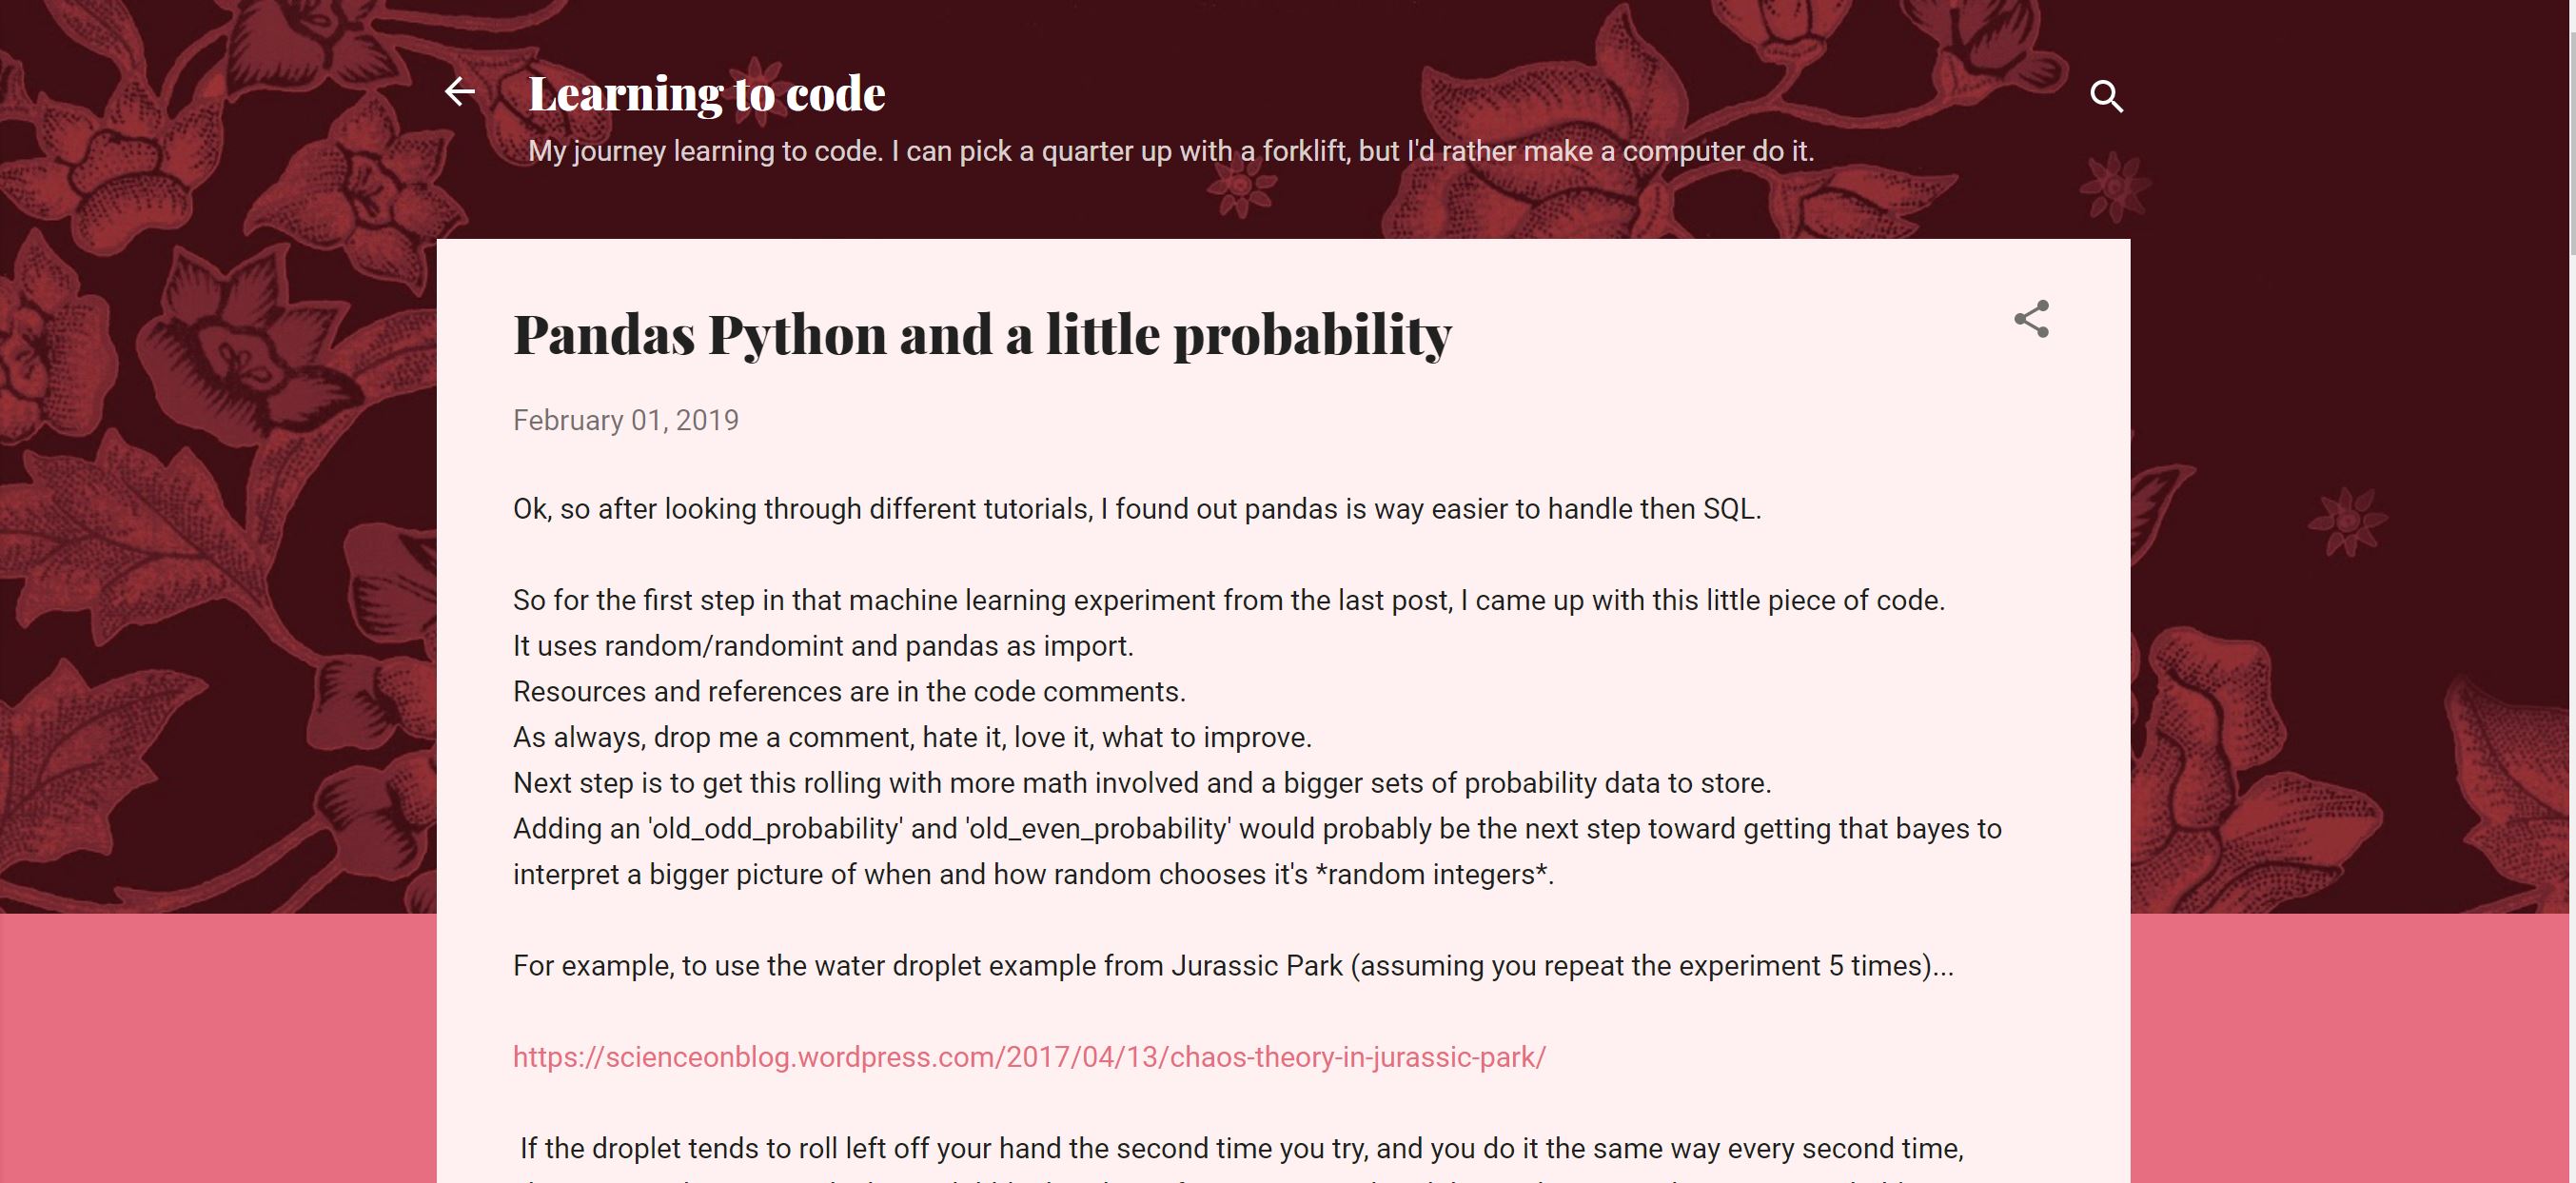 Learning to code
My journey learning to code. I can pick a quarter up with a forklift, but I'd rather make a computer do it.
Pandas Python and a little probability
February 01, 2019
Ok, so after looking through different tutorials, I found out pandas is way easier to handle then SQL.
So for the first step in that machine learning experiment from the last post, I came up with this little piece of code.
It uses random/randomint and pandas as import.
Resources and references are in the code comments.
As always, drop me a comment, hate it, love it, what to improve.
Next step is to get this rolling with more math involved and a bigger sets of probability data to store.
Adding an 'old_odd_probability' and 'old_even_probability' would probably be the next step toward getting that bayes to
interpret a bigger picture of when and how random chooses it's *random integers*.
For example, to use the water droplet example from Jurassic Park (assuming you repeat the experiment 5 times)...
https://scienceonblog.wordpress.com/2017/04/13/chaos-theory-in-jurassic-park/
If the droplet tends to roll left off your hand the second time you try, and you do it the same way every second time,